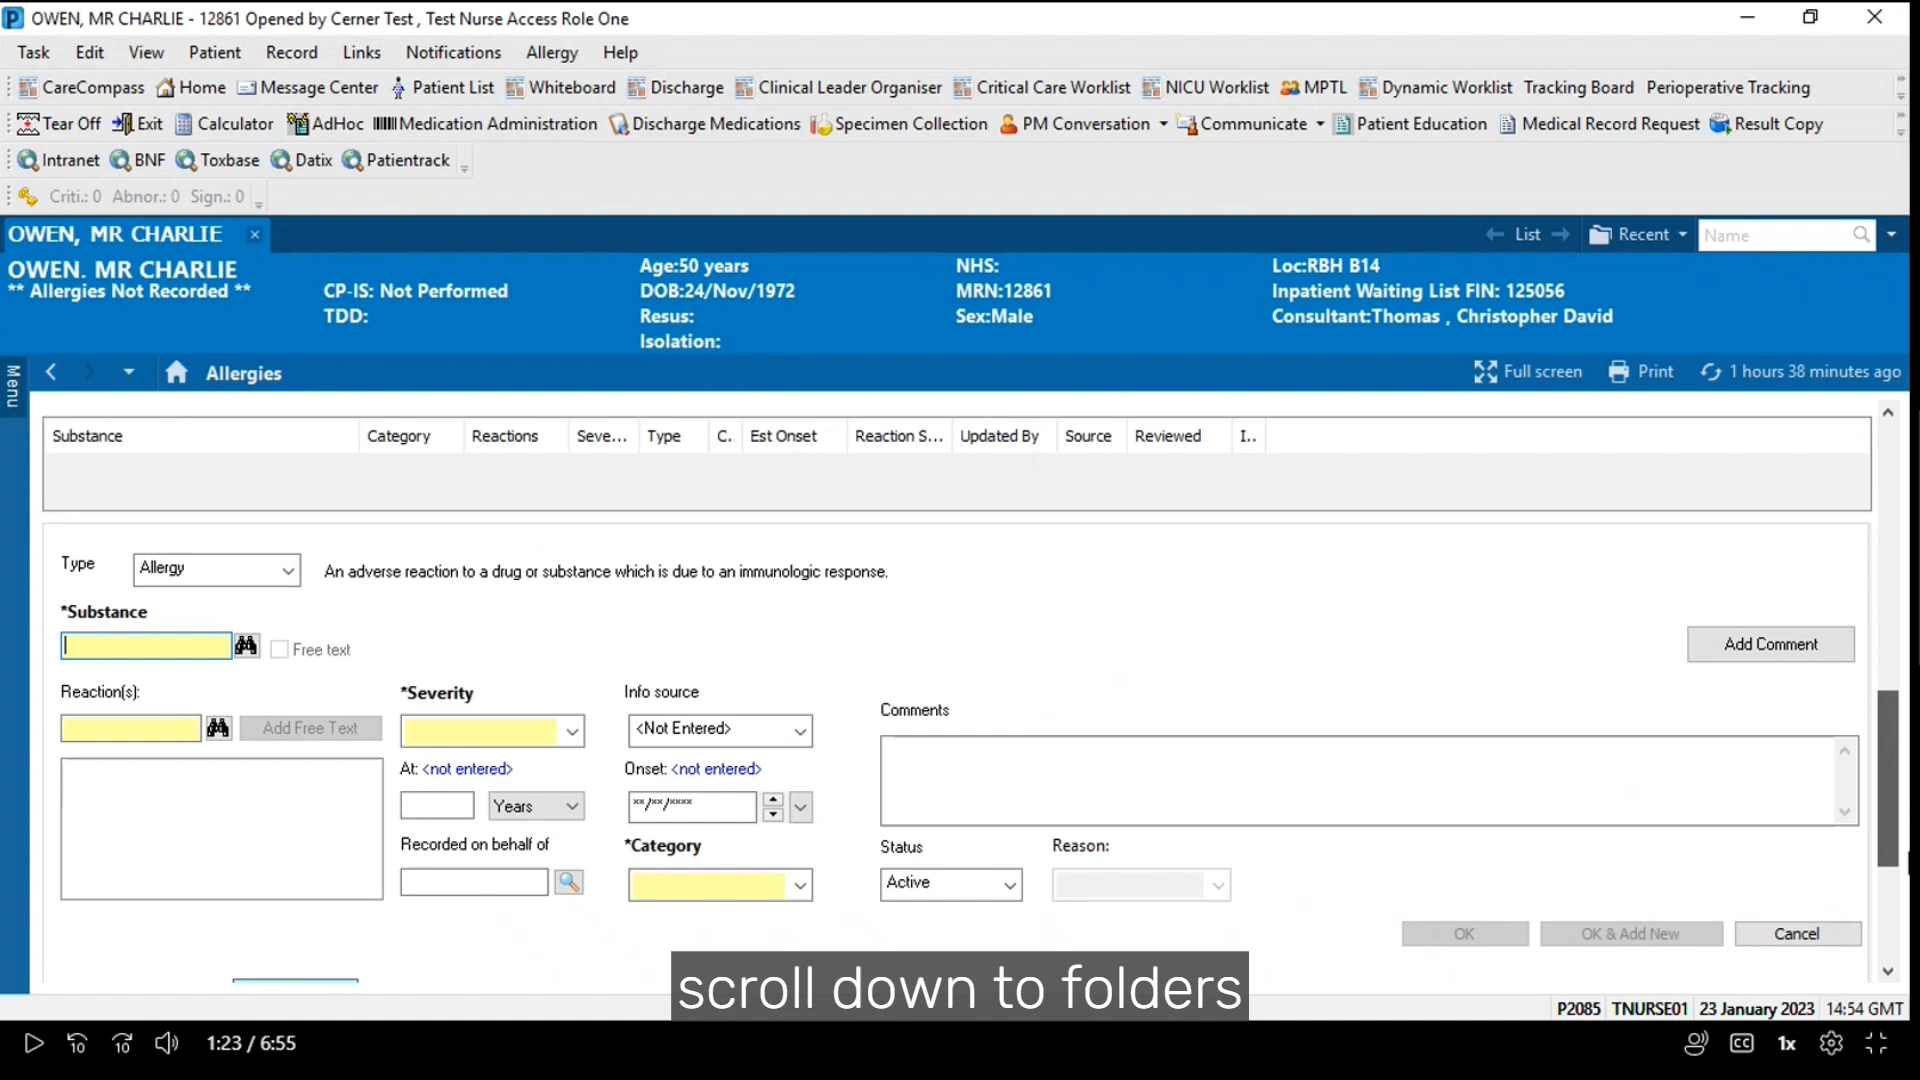 OWEN, MR CHARLIE - 12861 Opened by Cerner Test , Test Nurse Access Role One
Task Edit View Patient Record Links Notifications Allergy Help
CareCompass Home Message Center Patient List Whiteboard Discharge Clinical Leader Organiser Critical Care Worklist NICU Worklist MPTL Dynamic Worklist Tracking Board Perioperative Tracking
Tear Off Exit Calculator AdHoc Medication Administration Discharge Medications Specimen Collection PM Conversation Communicate Patient Education Medical Record Request Result Copy
Intranet BNF Toxbase Datix Patientrack
Criti.: 0 Abnor.: 0 Sign.: 0
OWEN, MR CHARLIE List Recent Name
OWEN. MR CHARLIE Age:50 years NHS: Loc:RBH B14
** Allergies Not Recorded ** CP-IS: Not Performed DOB:24/Nov/1972 MRN:12861 Inpatient Waiting List FIN: 125056
TDD: Resus: Sex:Male Consultant:Thomas , Christopher David
Isolation:
Menu Allergies Full screen Print 1 hours 38 minutes ago
Substance Category Reactions Seve... Type C. Est Onset Reaction S... Updated By Source Reviewed I..
Type Allergy An adverse reaction to a drug or substance which is due to an immunologic response.
*Substance
Free text Add Comment
Reaction(s): *Severity Info source Comments
Add Free Text <Not Entered>
At: <not entered> Onset: <not entered>
Years **/**/****
Recorded on behalf of *Category Status Reason:
Active
OK OK & Add New Cancel
scroll down to folders
P2085 TNURSE01 23 January 2023 14:54 GMT
10 10 1:23 / 6:55 CC 1x